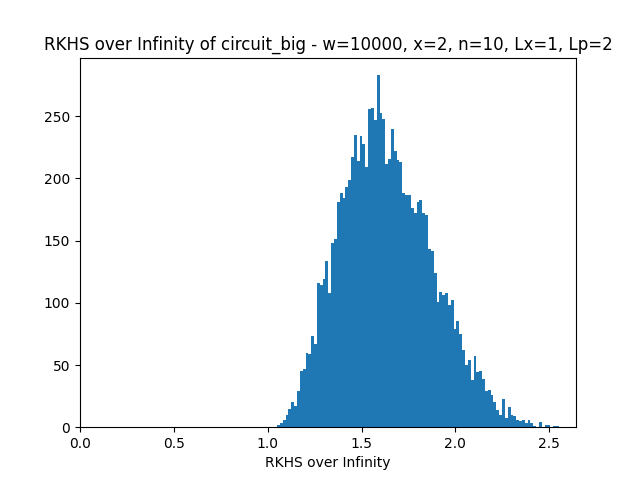 RKHS over Infinity of circuit_big - w=10000, x=2, n=10, Lx=1, Lp=2
250
200
150
100
50
0
0.0 0.5 1.0 1.5 2.0 2.5
RKHS over Infinity